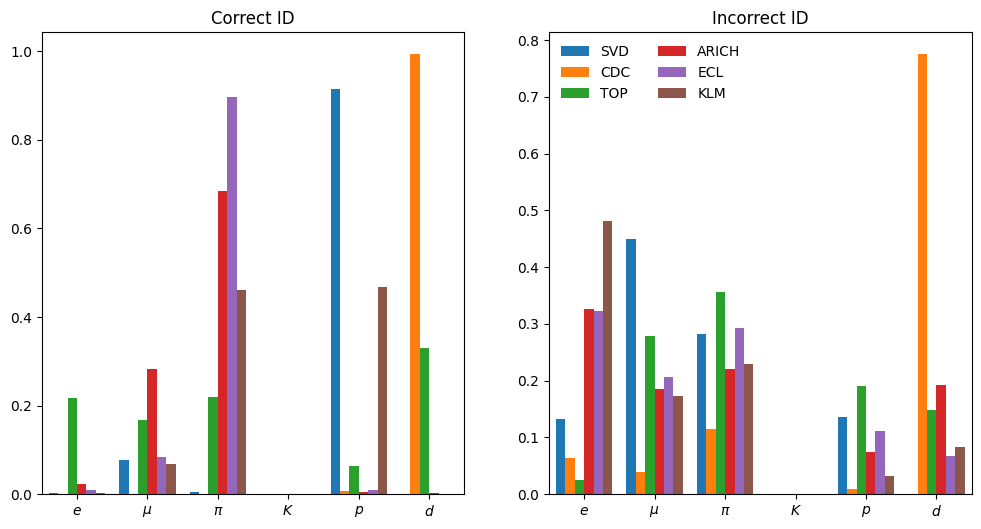 Correct ID
1.0
0.8
0.6
0.4
0.2
0.0
e μ π K p d
Incorrect ID
0.8
0.7
0.6
0.5
0.4
0.3
0.2
0.1
0.0
SVD ARICH
CDC ECL
TOP KLM
e μ π K p d